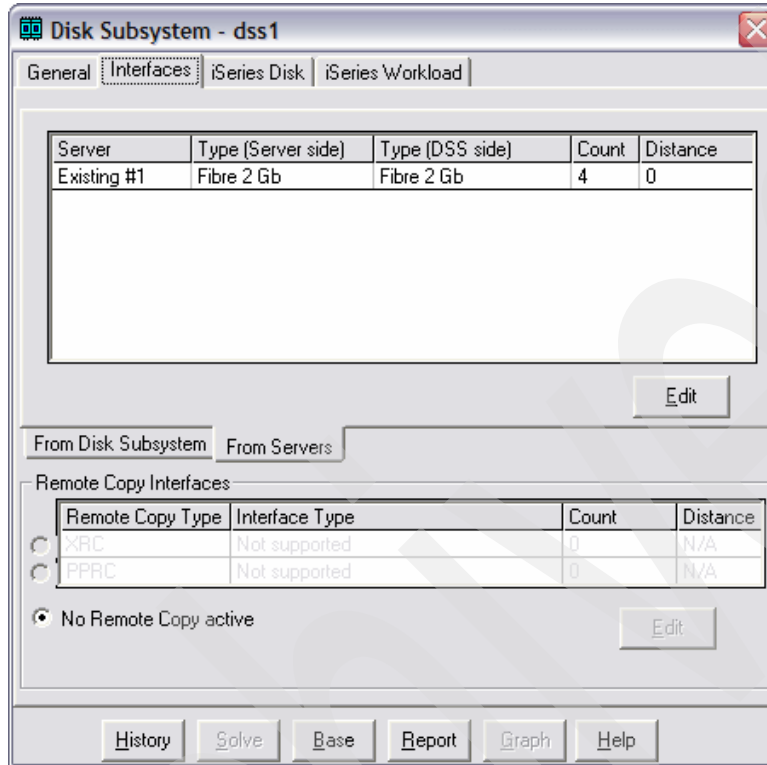 Disk Subsystem - dss1
General Interfaces iSeries Disk iSeries Workload
Server Type (Server side) Type (DSS side) Count Distance
Existing #1 Fibre 2 Gb Fibre 2 Gb 4 0
Edit
From Disk Subsystem From Servers
Remote Copy Interfaces
Remote Copy Type Interface Type Count Distance
XRC Not supported 0 N/A
PPRC Not supported 0 N/A
No Remote Copy active
Edit
History Solve Base Report Graph Help